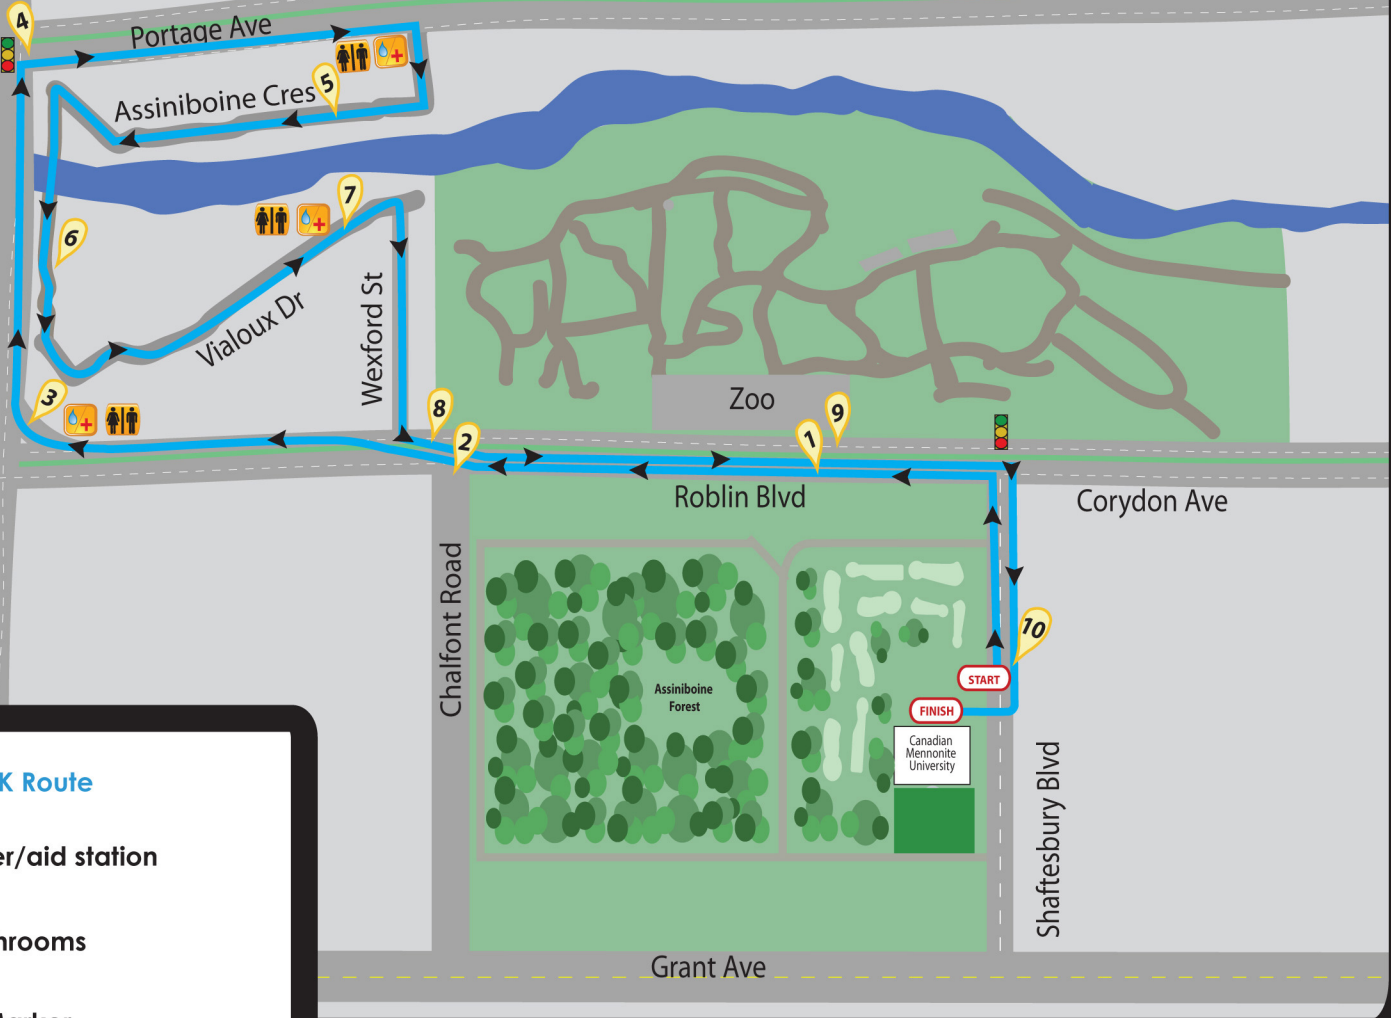 4
Portage Ave
5
Assiniboine Cres
7
6
Vialoux Dr
Wexford St
3
8
2
Zoo
9
1
Roblin Blvd
Corydon Ave
Chalfont Road
10
START
FINISH
Assiniboine
Forest
Canadian
Mennonite
University
Shaftesbury Blvd
K Route
er/aid station
hrooms
Grant Ave